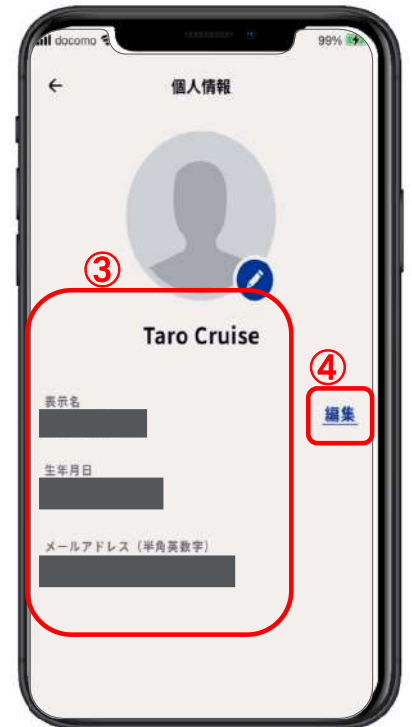 docomo 99%
← 個人情報
③
Taro Cruise
④
表示名
編集
生年月日
メールアドレス（半角英数字）